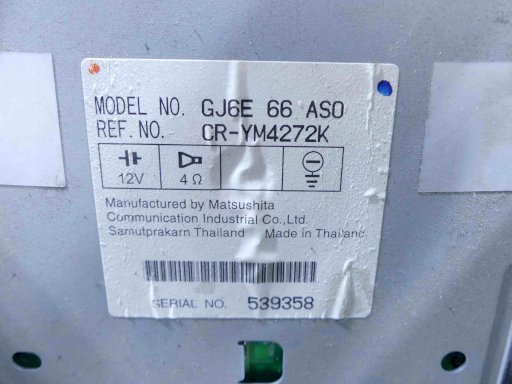 MODEL NO. GJ6E 66 ASO
REF. NO. CR-YM4272K
12V 4 Ω
Manufactured by Matsushita
Communication Industrial Co., Ltd.
Samutprakarn Thailand Made in Thailand
SERIAL NO. 539358